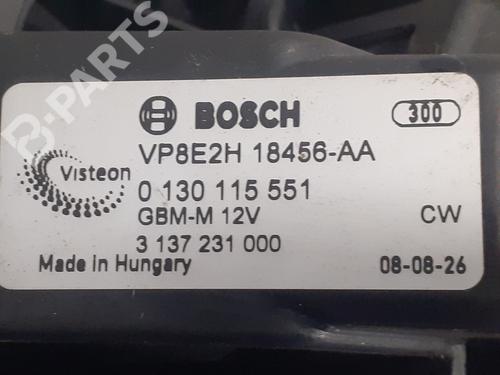 B-PARTS
BOSCH
300
VP8E2H 18456-AA
Visteon
0 130 115 551
GBM-M 12V
CW
3 137 231 000
Made in Hungary
08-08-26